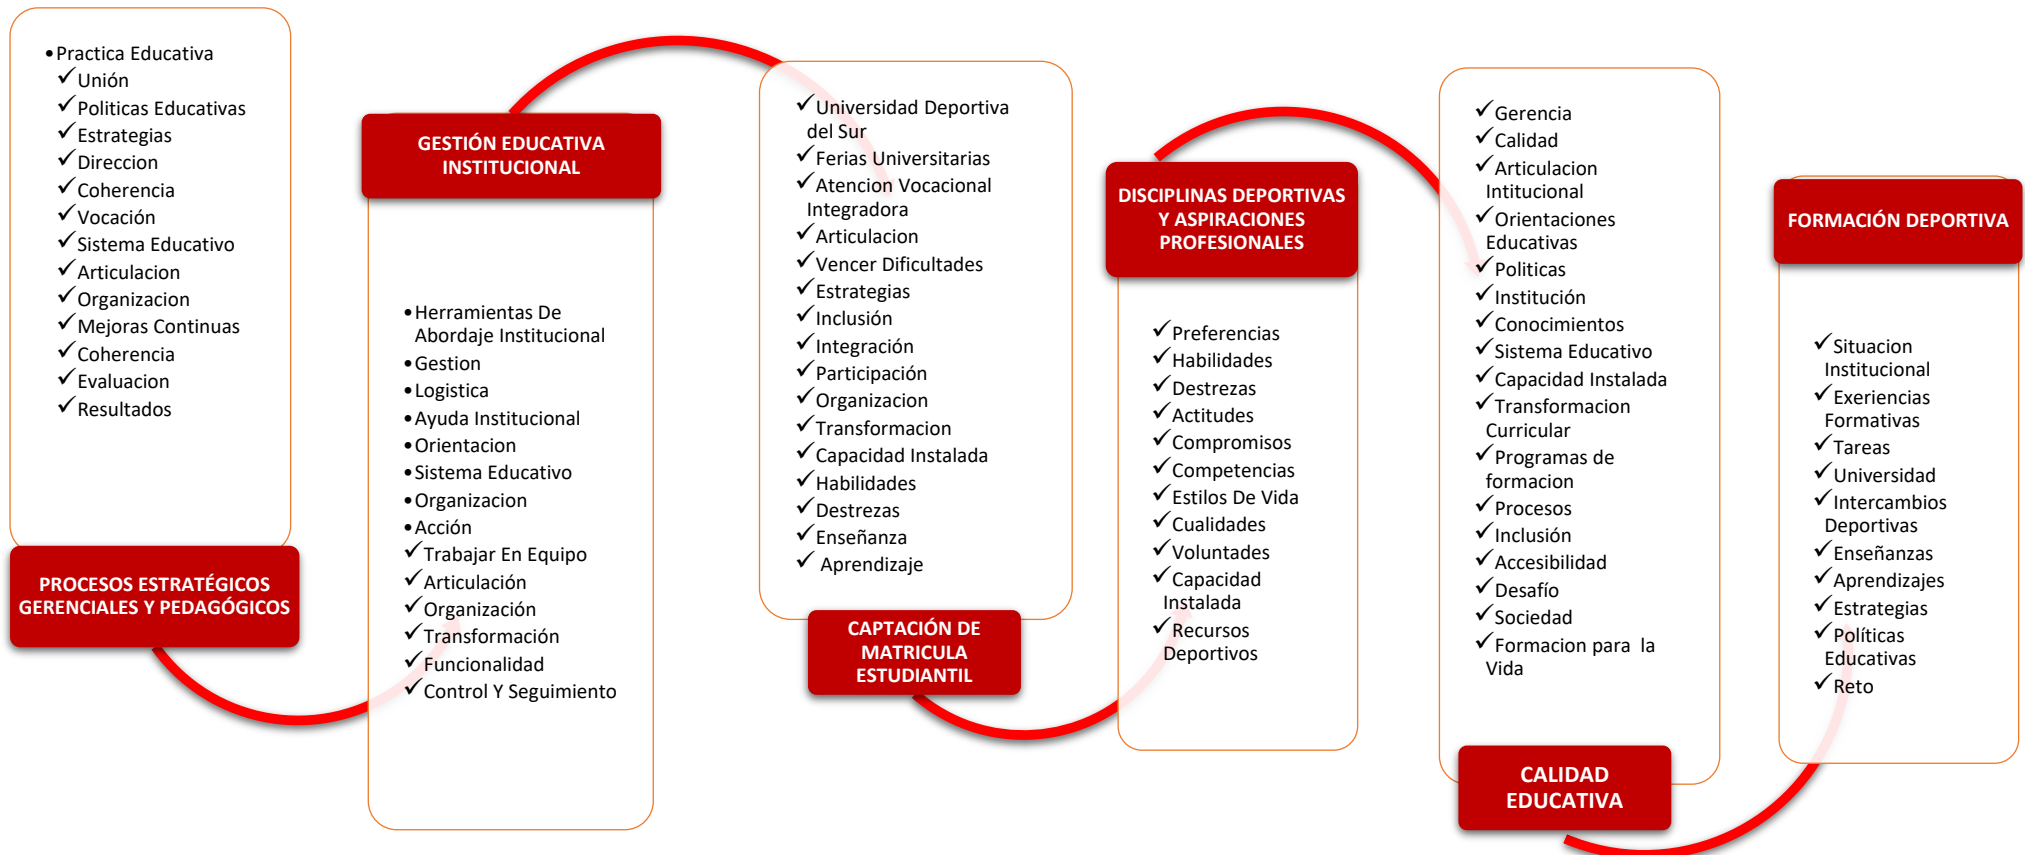 •Practica Educativa
✓Unión
✓Politicas Educativas
✓Estrategias
✓Direccion
✓Coherencia
✓Vocación
✓Sistema Educativo
✓Articulacion
✓Organizacion
✓Mejoras Continuas
✓Coherencia
✓Evaluacion
✓Resultados
PROCESOS ESTRATÉGICOS
GERENCIALES Y PEDAGÓGICOS
GESTIÓN EDUCATIVA
INSTITUCIONAL
•Herramientas De
Abordaje Institucional
•Gestion
•Logistica
•Ayuda Institucional
•Orientacion
•Sistema Educativo
•Organizacion
•Acción
✓Trabajar En Equipo
✓Articulación
✓Organización
✓Transformación
✓Funcionalidad
✓Control Y Seguimiento
✓Universidad Deportiva
del Sur
✓Ferias Universitarias
✓Atencion Vocacional
Integradora
✓Articulacion
✓Vencer Dificultades
✓Estrategias
✓Inclusión
✓Integración
✓Participación
✓Organizacion
✓Transformacion
✓Capacidad Instalada
✓Habilidades
✓Destrezas
✓Enseñanza
✓ Aprendizaje
CAPTACIÓN DE
MATRICULA
ESTUDIANTIL
DISCIPLINAS DEPORTIVAS
Y ASPIRACIONES
PROFESIONALES
✓Preferencias
✓Habilidades
✓Destrezas
✓Actitudes
✓Compromisos
✓Competencias
✓Estilos De Vida
✓Cualidades
✓Voluntades
✓Capacidad
Instalada
✓Recursos
Deportivos
✓Gerencia
✓Calidad
✓Articulacion
Intitucional
✓Orientaciones
Educativas
✓Politicas
✓Institución
✓Conocimientos
✓Sistema Educativo
✓Capacidad Instalada
✓Transformacion
Curricular
✓Programas de
formacion
✓Procesos
✓Inclusión
✓Accesibilidad
✓Desafío
✓Sociedad
✓Formacion para la
Vida
CALIDAD
EDUCATIVA
FORMACIÓN DEPORTIVA
✓Situacion
Institucional
✓Exeriencias
Formativas
✓Tareas
✓Universidad
✓Intercambios
Deportivas
✓Enseñanzas
✓Aprendizajes
✓Estrategias
✓Políticas
Educativas
✓Reto